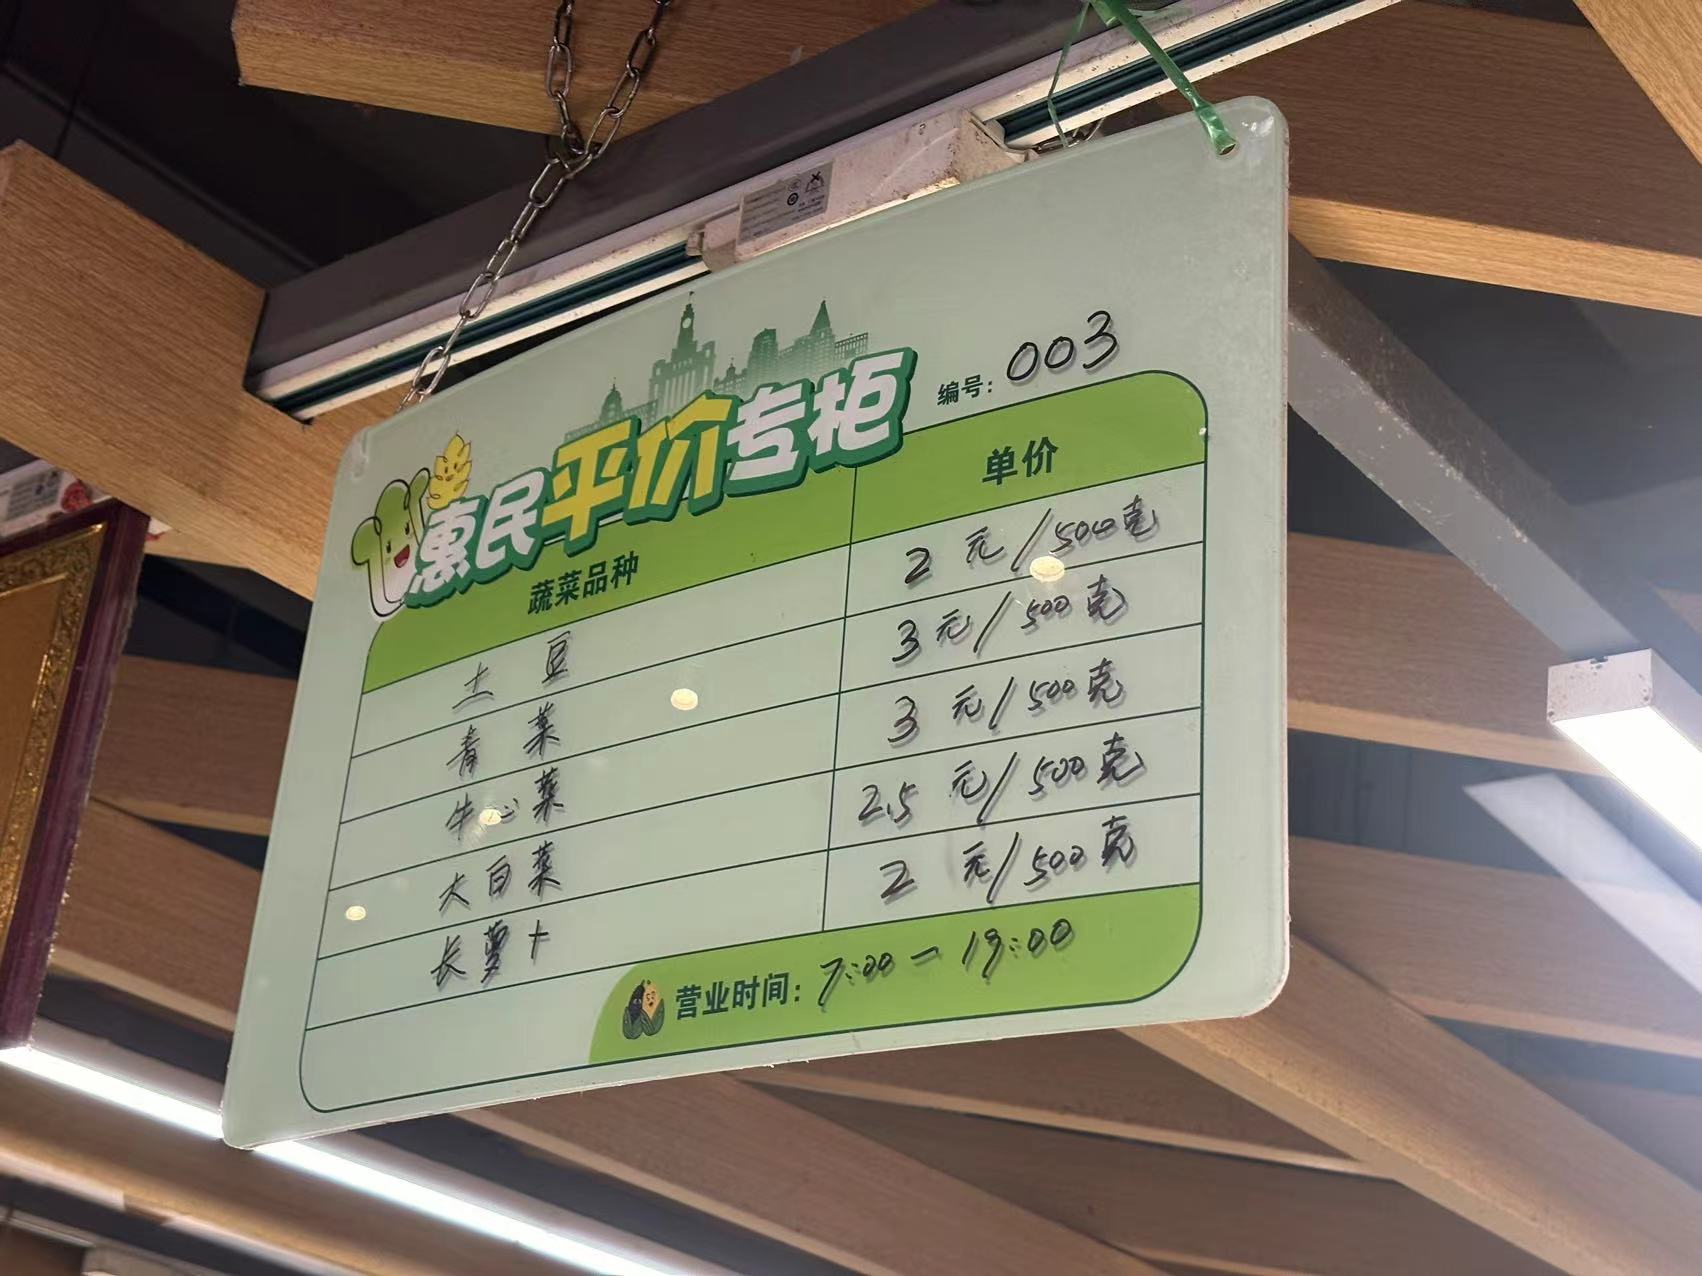 编号：003
惠民平价专柜
蔬菜品种 单价
土豆 2元/500克
青菜 3元/500克
牛心菜 3元/500克
大白菜 2.5元/500克
长萝卜 2元/500克
营业时间：7:00－19:00